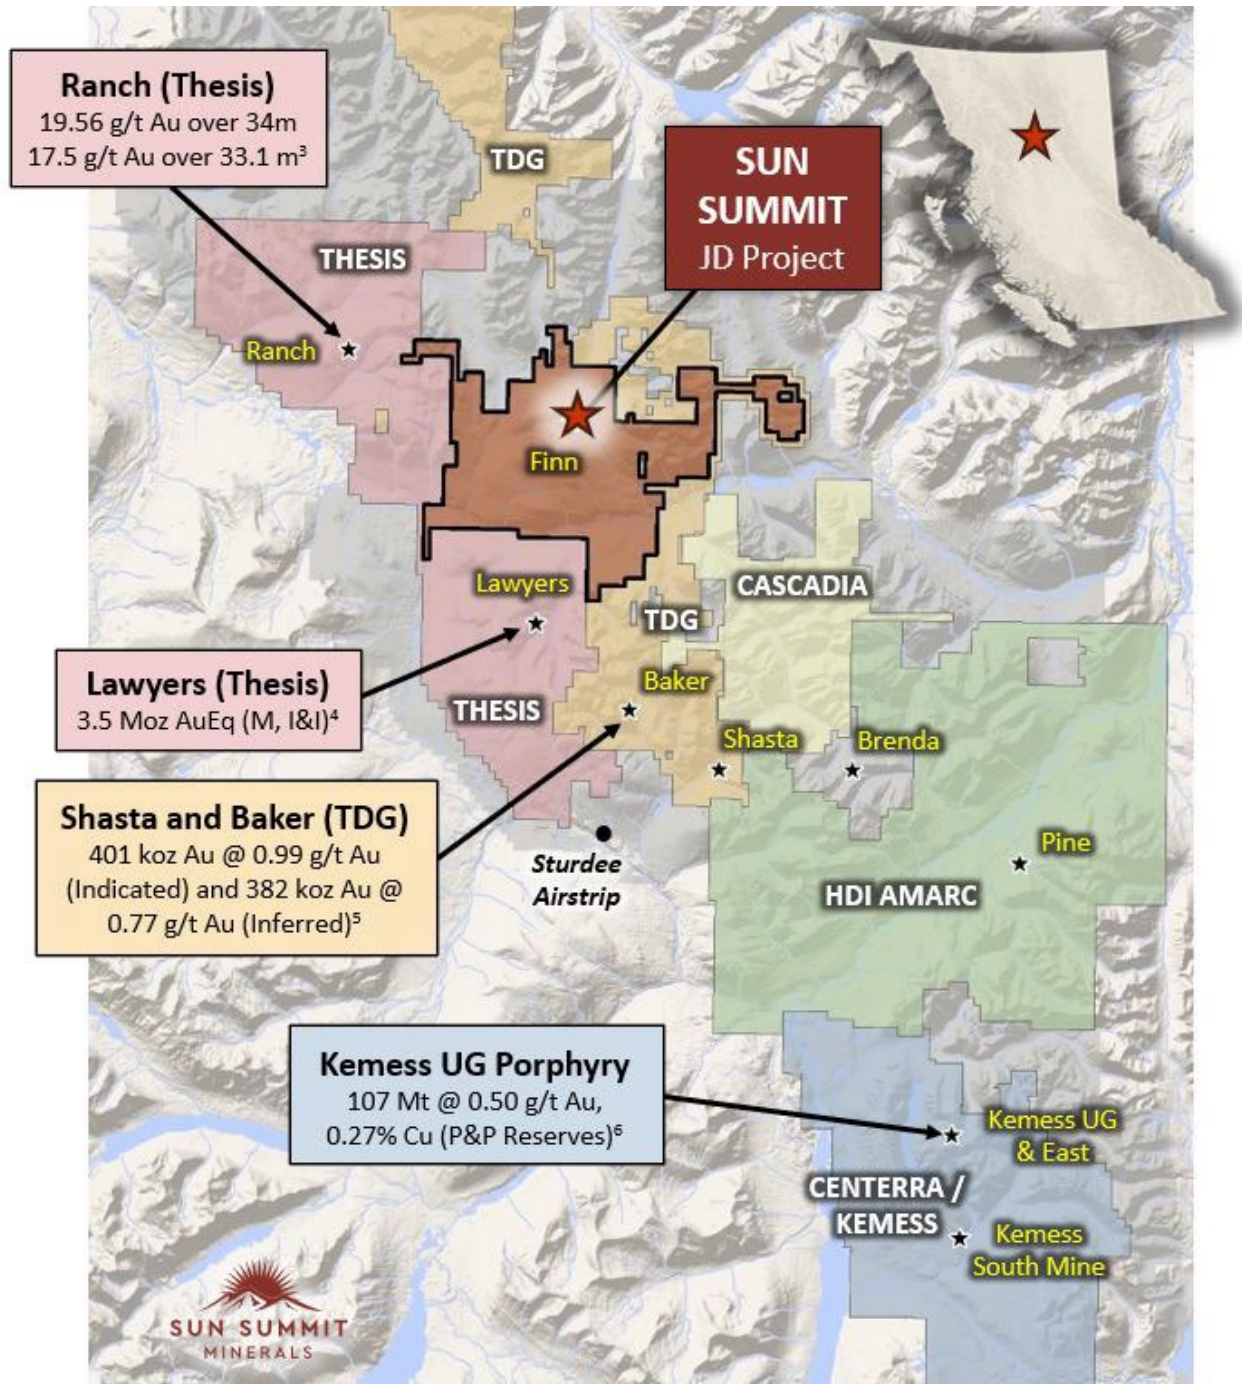 Ranch (Thesis)
19.56 g/t Au over 34m
17.5 g/t Au over 33.1 m³
TDG
SUN
SUMMIT
JD Project
THESIS
Ranch
Finn
Lawyers
CASCADIA
TDG
Lawyers (Thesis)
3.5 Moz AuEq (M, I&I)⁴
Baker
THESIS
Shasta
Brenda
Shasta and Baker (TDG)
401 koz Au @ 0.99 g/t Au
(Indicated) and 382 koz Au @
0.77 g/t Au (Inferred)⁵
Sturdee
Airstrip
Pine
HDI AMARC
Kemess UG Porphyry
107 Mt @ 0.50 g/t Au,
0.27% Cu (P&P Reserves)⁶
Kemess UG
& East
CENTERRA /
KEMESS
Kemess
South Mine
SUN SUMMIT
MINERALS